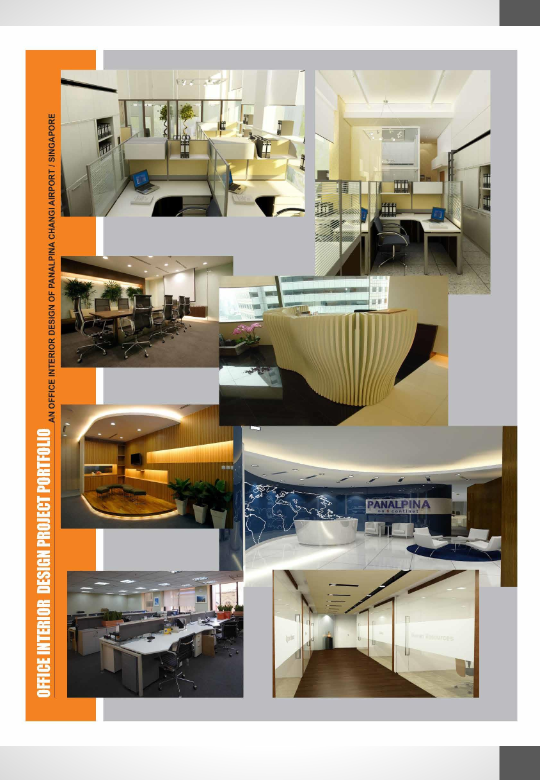 OFFICE INTERIOR DESIGN PROJECT PORTFOLIO
AN OFFICE INTERIOR DESIGN OF PANALPINA CHANGI AIRPORT / SINGAPORE
PANALPINA